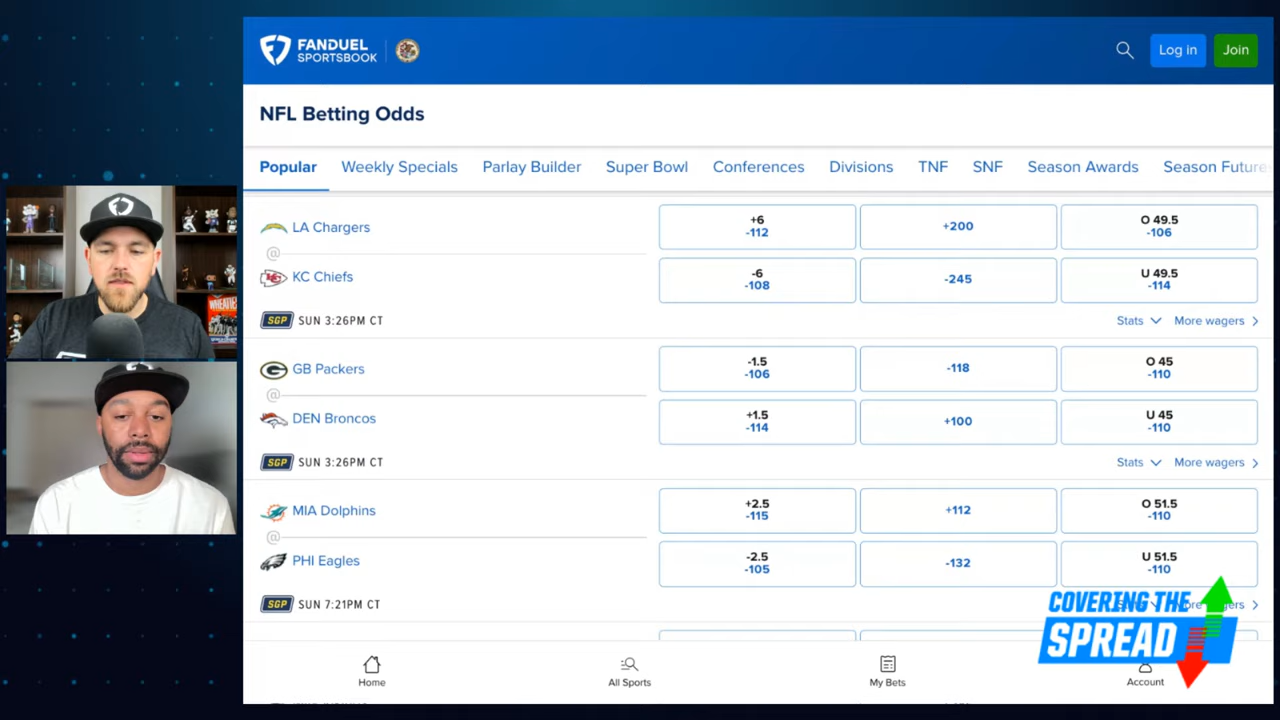 FANDUEL
SPORTSBOOK
Log in
Join
NFL Betting Odds
Popular
Weekly Specials
Parlay Builder
Super Bowl
Conferences
Divisions
TNF
SNF
Season Awards
Season Future
LA Chargers
+6
-112
+200
O 49.5
-106
@
KC Chiefs
-6
-108
-245
U 49.5
-114
SGP SUN 3:26PM CT
Stats
More wagers
GB Packers
-1.5
-106
-118
O 45
-110
@
DEN Broncos
+1.5
-114
+100
U 45
-110
SGP SUN 3:26PM CT
Stats
More wagers
MIA Dolphins
+2.5
-115
+112
O 51.5
-110
@
PHI Eagles
-2.5
-105
-132
U 51.5
-110
SGP SUN 7:21PM CT
COVERING THE
SPREAD
Home
All Sports
My Bets
Account
WHEATIES